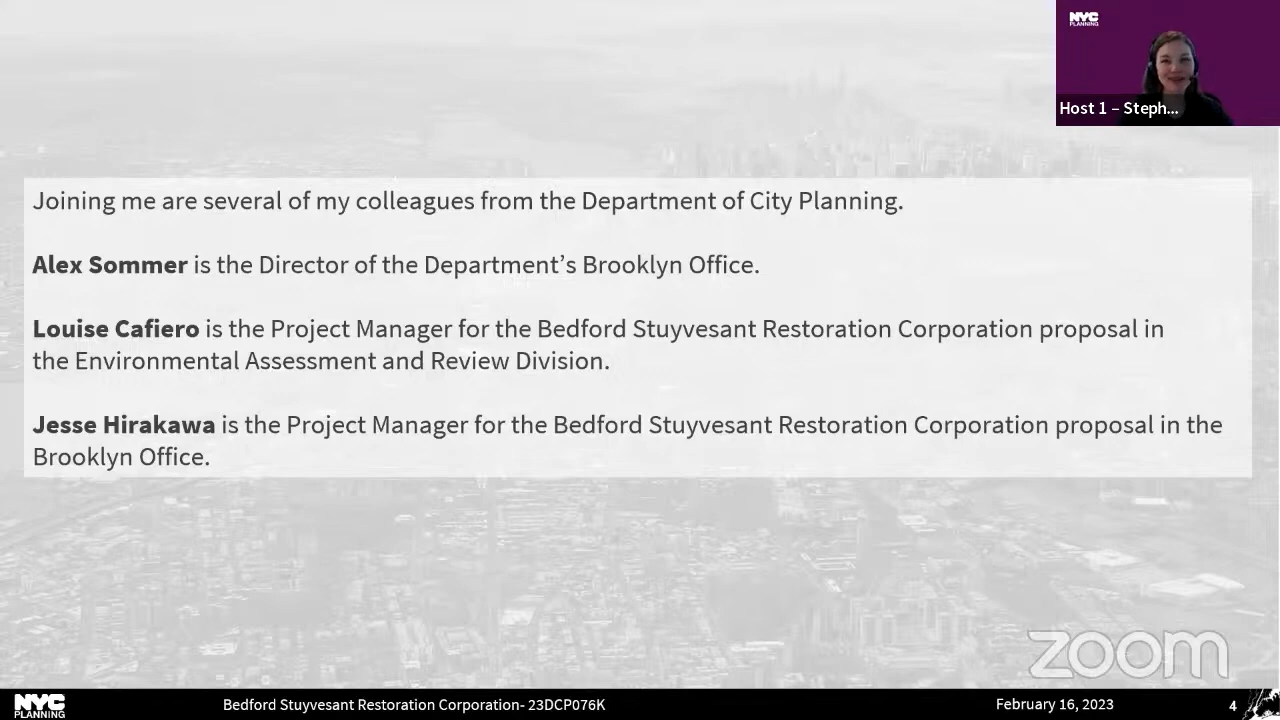 NYC
PLANNING
Host 1 – Steph...
Joining me are several of my colleagues from the Department of City Planning.
Alex Sommer is the Director of the Department’s Brooklyn Office.
Louise Cafiero is the Project Manager for the Bedford Stuyvesant Restoration Corporation proposal in
the Environmental Assessment and Review Division.
Jesse Hirakawa is the Project Manager for the Bedford Stuyvesant Restoration Corporation proposal in the
Brooklyn Office.
zoom
NYC
PLANNING
Bedford Stuyvesant Restoration Corporation- 23DCP076K
February 16, 2023
4